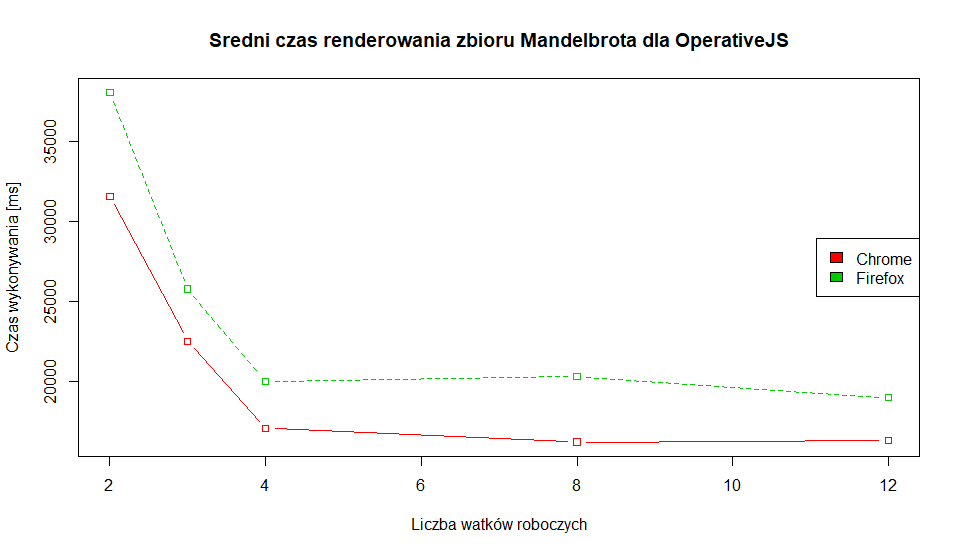 Sredni czas renderowania zbioru Mandelbrota dla OperativeJS
Czas wykonywania [ms]
35000
30000
25000
20000
Chrome
Firefox
2 4 6 8 10 12
Liczba watków roboczych